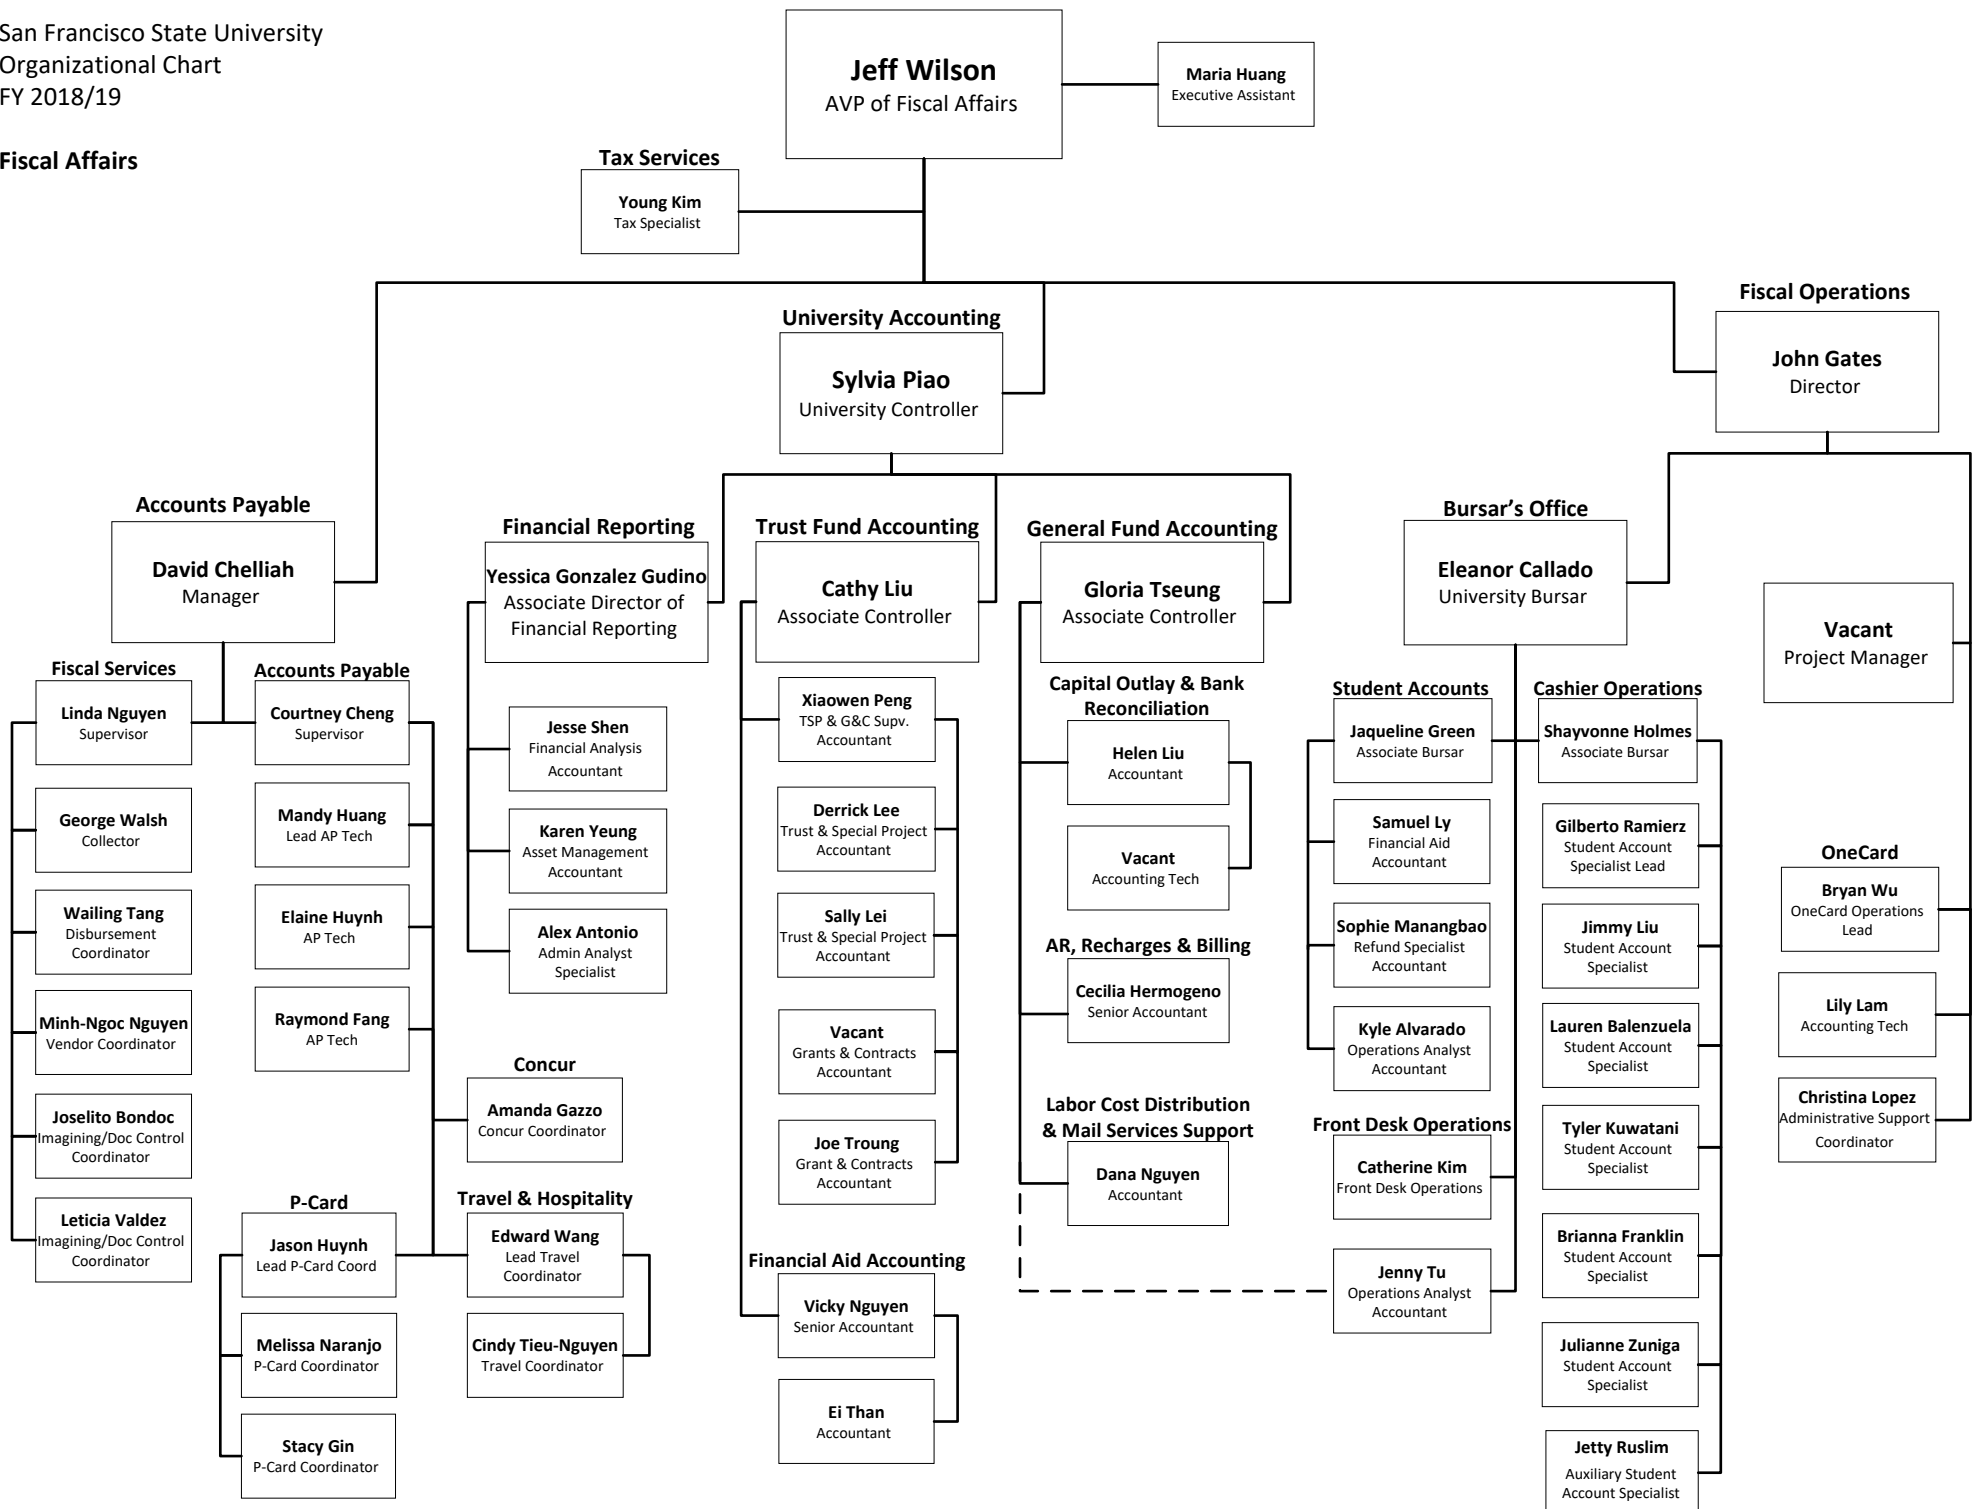 San Francisco State University
Organizational Chart
FY 2018/19
Fiscal Affairs
Jeff Wilson
AVP of Fiscal Affairs
Maria Huang
Executive Assistant
Tax Services
Young Kim
Tax Specialist
University Accounting
Sylvia Piao
University Controller
Fiscal Operations
John Gates
Director
Accounts Payable
David Chelliah
Manager
Fiscal Services
Linda Nguyen
Supervisor
George Walsh
Collector
Wailing Tang
Disbursement
Coordinator
Minh-Ngoc Nguyen
Vendor Coordinator
Joselito Bondoc
Imagining/Doc Control
Coordinator
Leticia Valdez
Imagining/Doc Control
Coordinator
Accounts Payable
Courtney Cheng
Supervisor
Mandy Huang
Lead AP Tech
Elaine Huynh
AP Tech
Raymond Fang
AP Tech
Concur
Amanda Gazzo
Concur Coordinator
P-Card
Jason Huynh
Lead P-Card Coord
Melissa Naranjo
P-Card Coordinator
Stacy Gin
P-Card Coordinator
Travel & Hospitality
Edward Wang
Lead Travel
Coordinator
Cindy Tieu-Nguyen
Travel Coordinator
Financial Reporting
Yessica Gonzalez Gudino
Associate Director of
Financial Reporting
Jesse Shen
Financial Analysis
Accountant
Karen Yeung
Asset Management
Accountant
Alex Antonio
Admin Analyst
Specialist
Trust Fund Accounting
Cathy Liu
Associate Controller
Xiaowen Peng
TSP & G&C Supv.
Accountant
Derrick Lee
Trust & Special Project
Accountant
Sally Lei
Trust & Special Project
Accountant
Vacant
Grants & Contracts
Accountant
Joe Troung
Grant & Contracts
Accountant
Financial Aid Accounting
Vicky Nguyen
Senior Accountant
Ei Than
Accountant
General Fund Accounting
Gloria Tseung
Associate Controller
Capital Outlay & Bank
Reconciliation
Helen Liu
Accountant
Vacant
Accounting Tech
AR, Recharges & Billing
Cecilia Hermogeno
Senior Accountant
Labor Cost Distribution
& Mail Services Support
Dana Nguyen
Accountant
Bursar's Office
Eleanor Callado
University Bursar
Student Accounts
Jaqueline Green
Associate Bursar
Samuel Ly
Financial Aid
Accountant
Sophie Manangbao
Refund Specialist
Accountant
Kyle Alvarado
Operations Analyst
Accountant
Front Desk Operations
Catherine Kim
Front Desk Operations
Jenny Tu
Operations Analyst
Accountant
Cashier Operations
Shayvonne Holmes
Associate Bursar
Gilberto Ramierz
Student Account
Specialist Lead
Jimmy Liu
Student Account
Specialist
Lauren Balenzuela
Student Account
Specialist
Tyler Kuwatani
Student Account
Specialist
Brianna Franklin
Student Account
Specialist
Julianne Zuniga
Student Account
Specialist
Jetty Ruslim
Auxiliary Student
Account Specialist
Vacant
Project Manager
OneCard
Bryan Wu
OneCard Operations
Lead
Lily Lam
Accounting Tech
Christina Lopez
Administrative Support
Coordinator